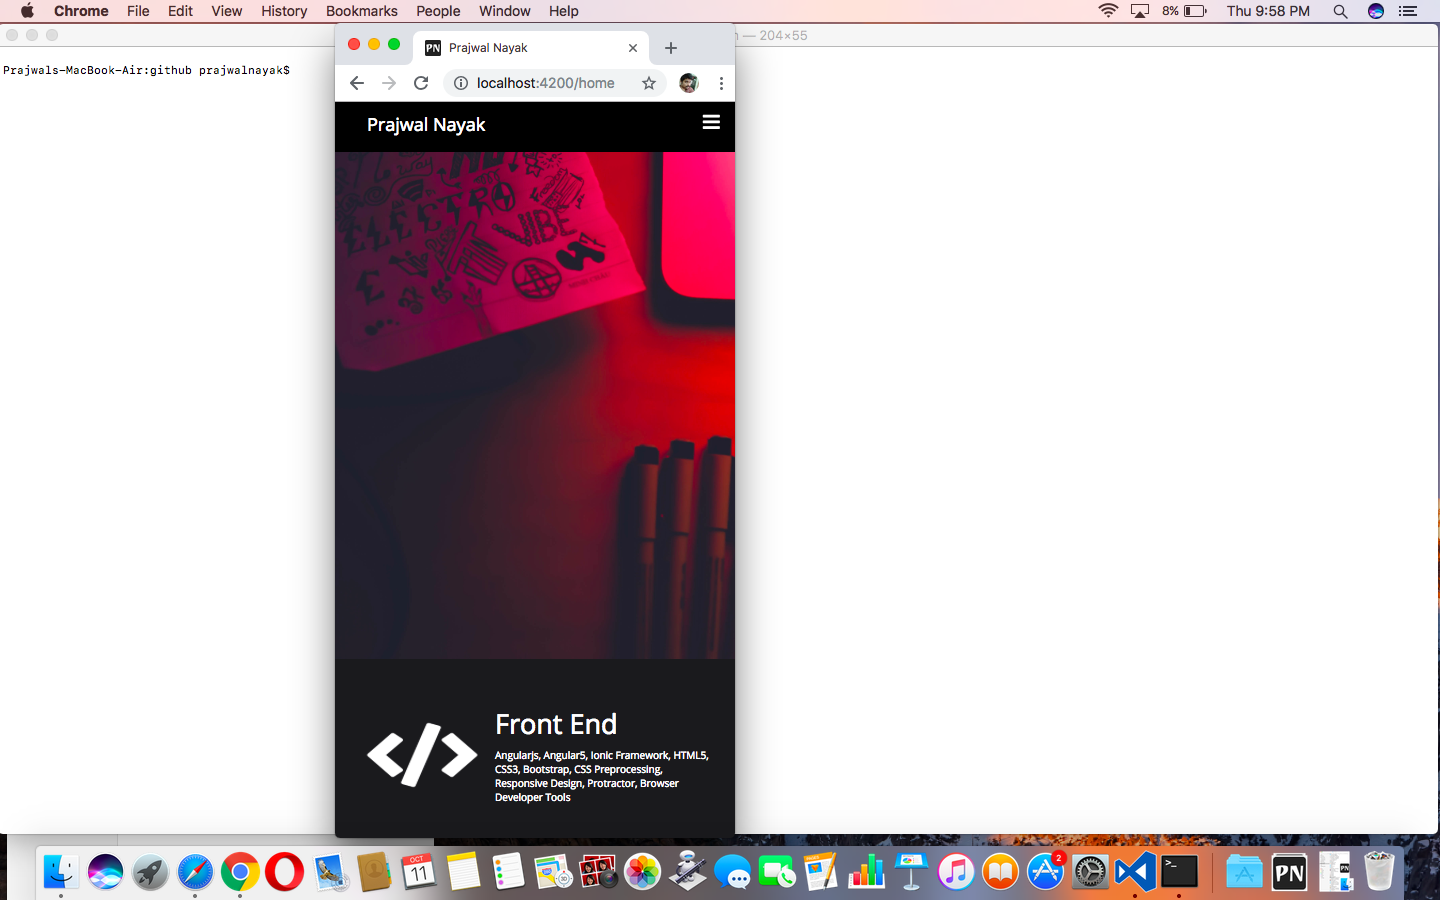 Chrome File Edit View History Bookmarks People Window Help 8% Thu 9:58 PM
— 204×55
PN Prajwal Nayak
Prajwals-MacBook-Air:github prajwalnayak$
localhost:4200/home
Prajwal Nayak
ELECTRO
VIBE
Front End
Angularjs, Angular5, Ionic Framework, HTML5,
CSS3, Bootstrap, CSS Preprocessing,
Responsive Design, Protractor, Browser
Developer Tools
OCT
11
2
>_
PN